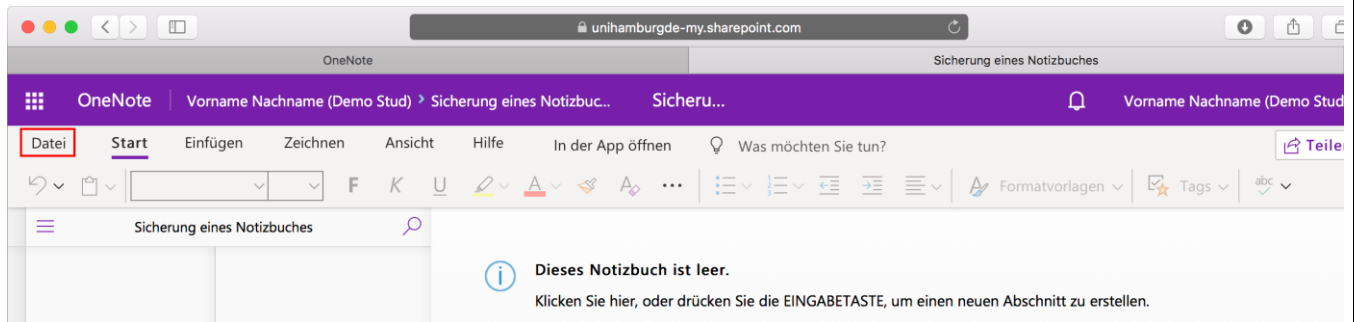 unihamburgde-my.sharepoint.com
OneNote Sicherung eines Notizbuches
OneNote Vorname Nachname (Demo Stud) > Sicherung eines Notizbuc... Sicheru... Vorname Nachname (Demo Stud
Datei Start Einfügen Zeichnen Ansicht Hilfe In der App öffnen Was möchten Sie tun? Teile
F K U A A Formatvorlagen Tags abc
Sicherung eines Notizbuches
Dieses Notizbuch ist leer.
Klicken Sie hier, oder drücken Sie die EINGABETASTE, um einen neuen Abschnitt zu erstellen.